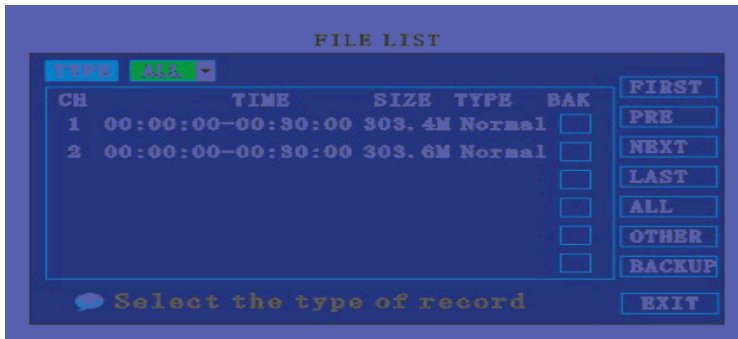 FILE LIST
TYPE ALL
CH TIME SIZE TYPE BAK
1 00:00:00-00:30:00 303.4M Normal
2 00:00:00-00:30:00 303.6M Normal
FIRST
PRE
NEXT
LAST
ALL
OTHER
BACKUP
Select the type of record
EXIT